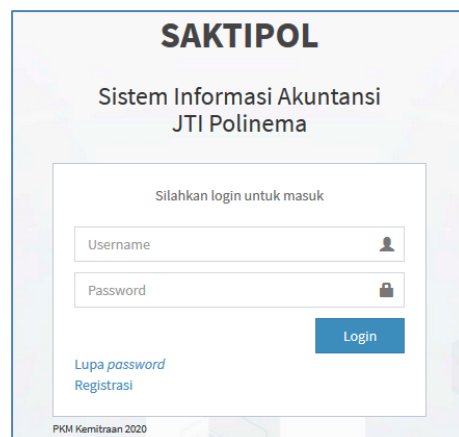 SAKTIPOL
Sistem Informasi Akuntansi
JTI Polinema
Silahkan login untuk masuk
Username
Password
Login
Lupa password
Registrasi
PKM Kemitraan 2020